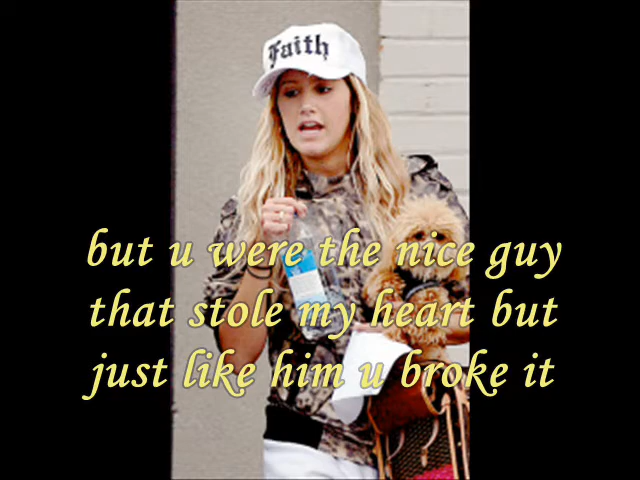 Faith
but u were the nice guy
that stole my heart but
just like him u broke it